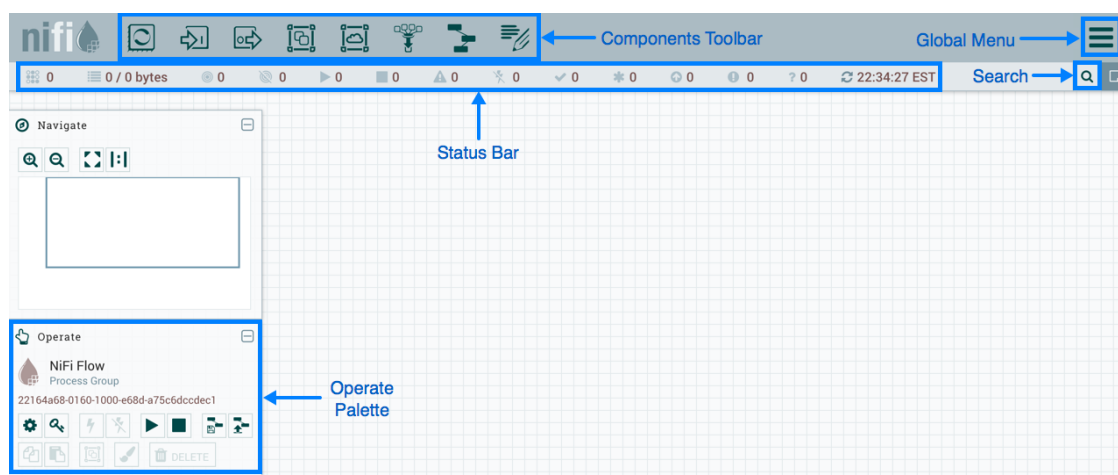 nifi
Components Toolbar
Global Menu
0 0 / 0 bytes 0 0 0 0 0 0 0 0 0 0 ? 0 22:34:27 EST
Search
Navigate
Status Bar
Operate
NiFi Flow
Process Group
22164a68-0160-1000-e68d-a75c6dccdec1
DELETE
Operate
Palette